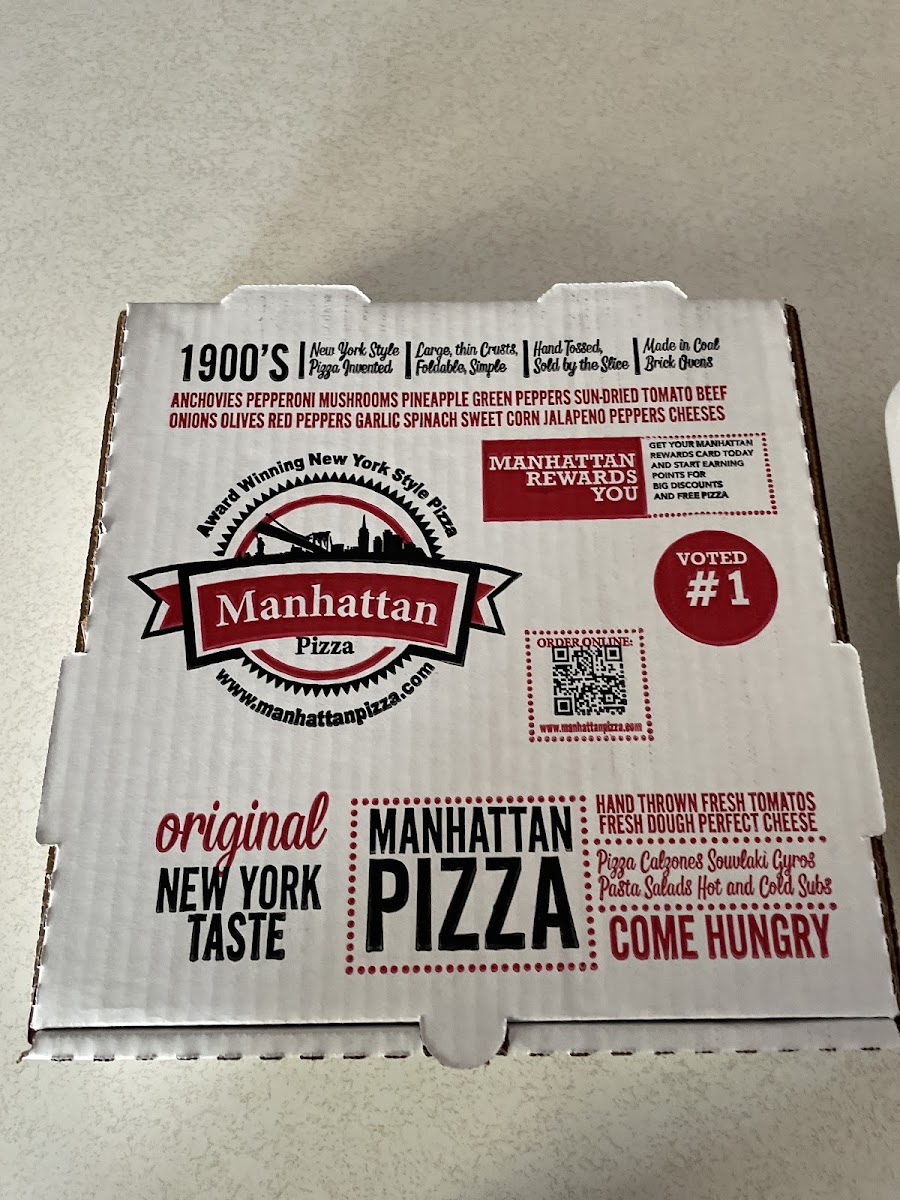 1900'S
New York Style
Pizza Invented
Large, thin Crusts,
Foldable, Simple
Hand Tossed,
Sold by the Slice
Made in Coal
Brick Ovens
ANCHOVIES PEPPERONI MUSHROOMS PINEAPPLE GREEN PEPPERS SUN-DRIED TOMATO BEEF
ONIONS OLIVES RED PEPPERS GARLIC SPINACH SWEET CORN JALAPENO PEPPERS CHEESES
MANHATTAN
REWARDS
YOU
GET YOUR MANHATTAN
REWARDS CARD TODAY
AND START EARNING
POINTS FOR
BIG DISCOUNTS
AND FREE PIZZA
Award Winning New York Style Pizza
Manhattan
Pizza
www.manhattanpizza.com
VOTED
#1
ORDER ONLINE:
www.manhattanpizza.com
original
NEW YORK
TASTE
MANHATTAN
PIZZA
HAND THROWN FRESH TOMATOS
FRESH DOUGH PERFECT CHEESE
Pizza Calzones Souvlaki Gyros
Pasta Salads Hot and Cold Subs
COME HUNGRY